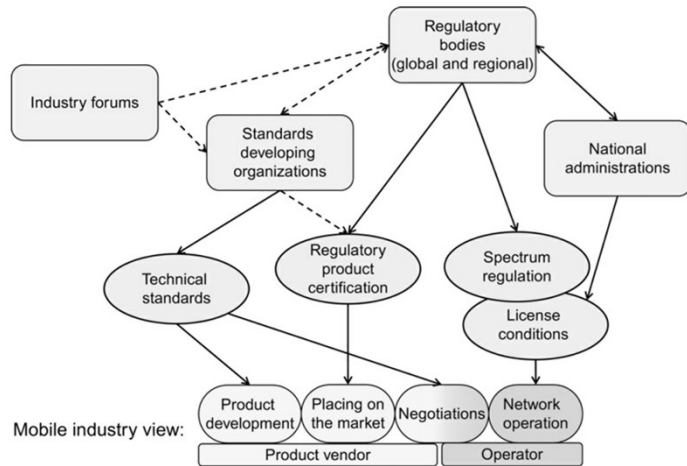 Regulatory
bodies
(global and regional)
Industry forums
Standards
developing
organizations
National
administrations
Technical
standards
Regulatory
product
certification
Spectrum
regulation
License
conditions
Mobile industry view:
Product
development
Placing on
the market
Negotiations
Network
operation
Product vendor
Operator